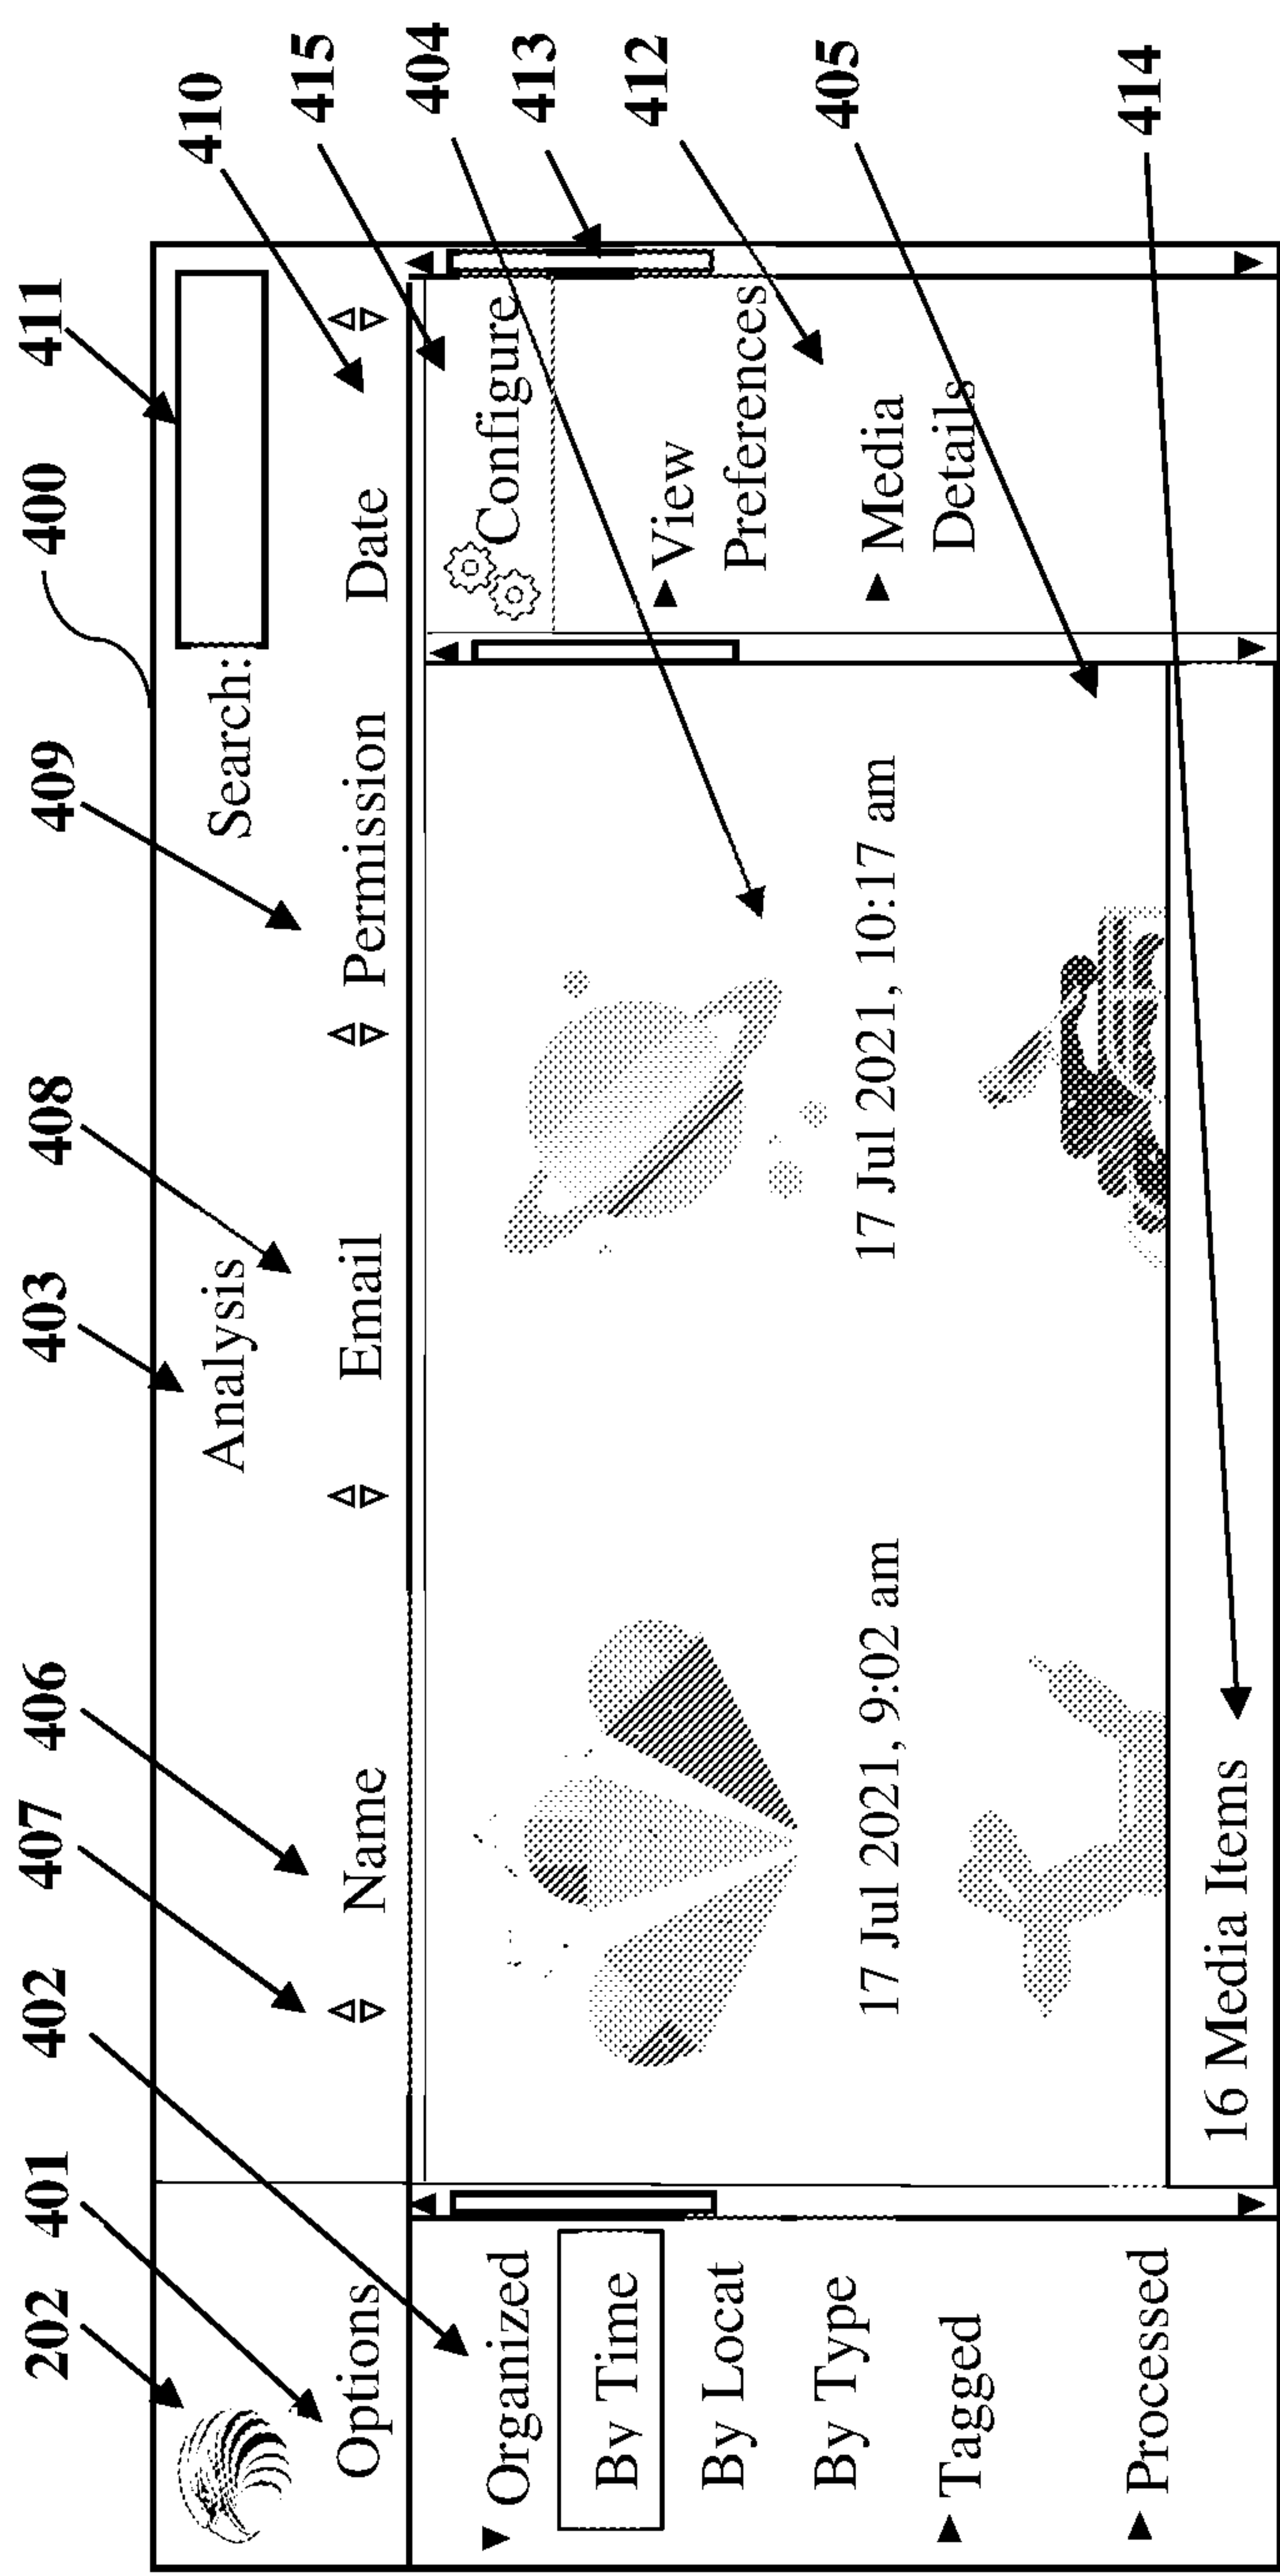 202
401
402
407
406
403
408
409
400
411
410
415
404
413
412
405
414
Analysis
Search:
Options
Name
Email
Permission
Date
Organized
By Time
By Locat
By Type
Tagged
Processed
17 Jul 2021, 9:02 am
17 Jul 2021, 10:17 am
16 Media Items
Configure
View
Preferences
Media
Details